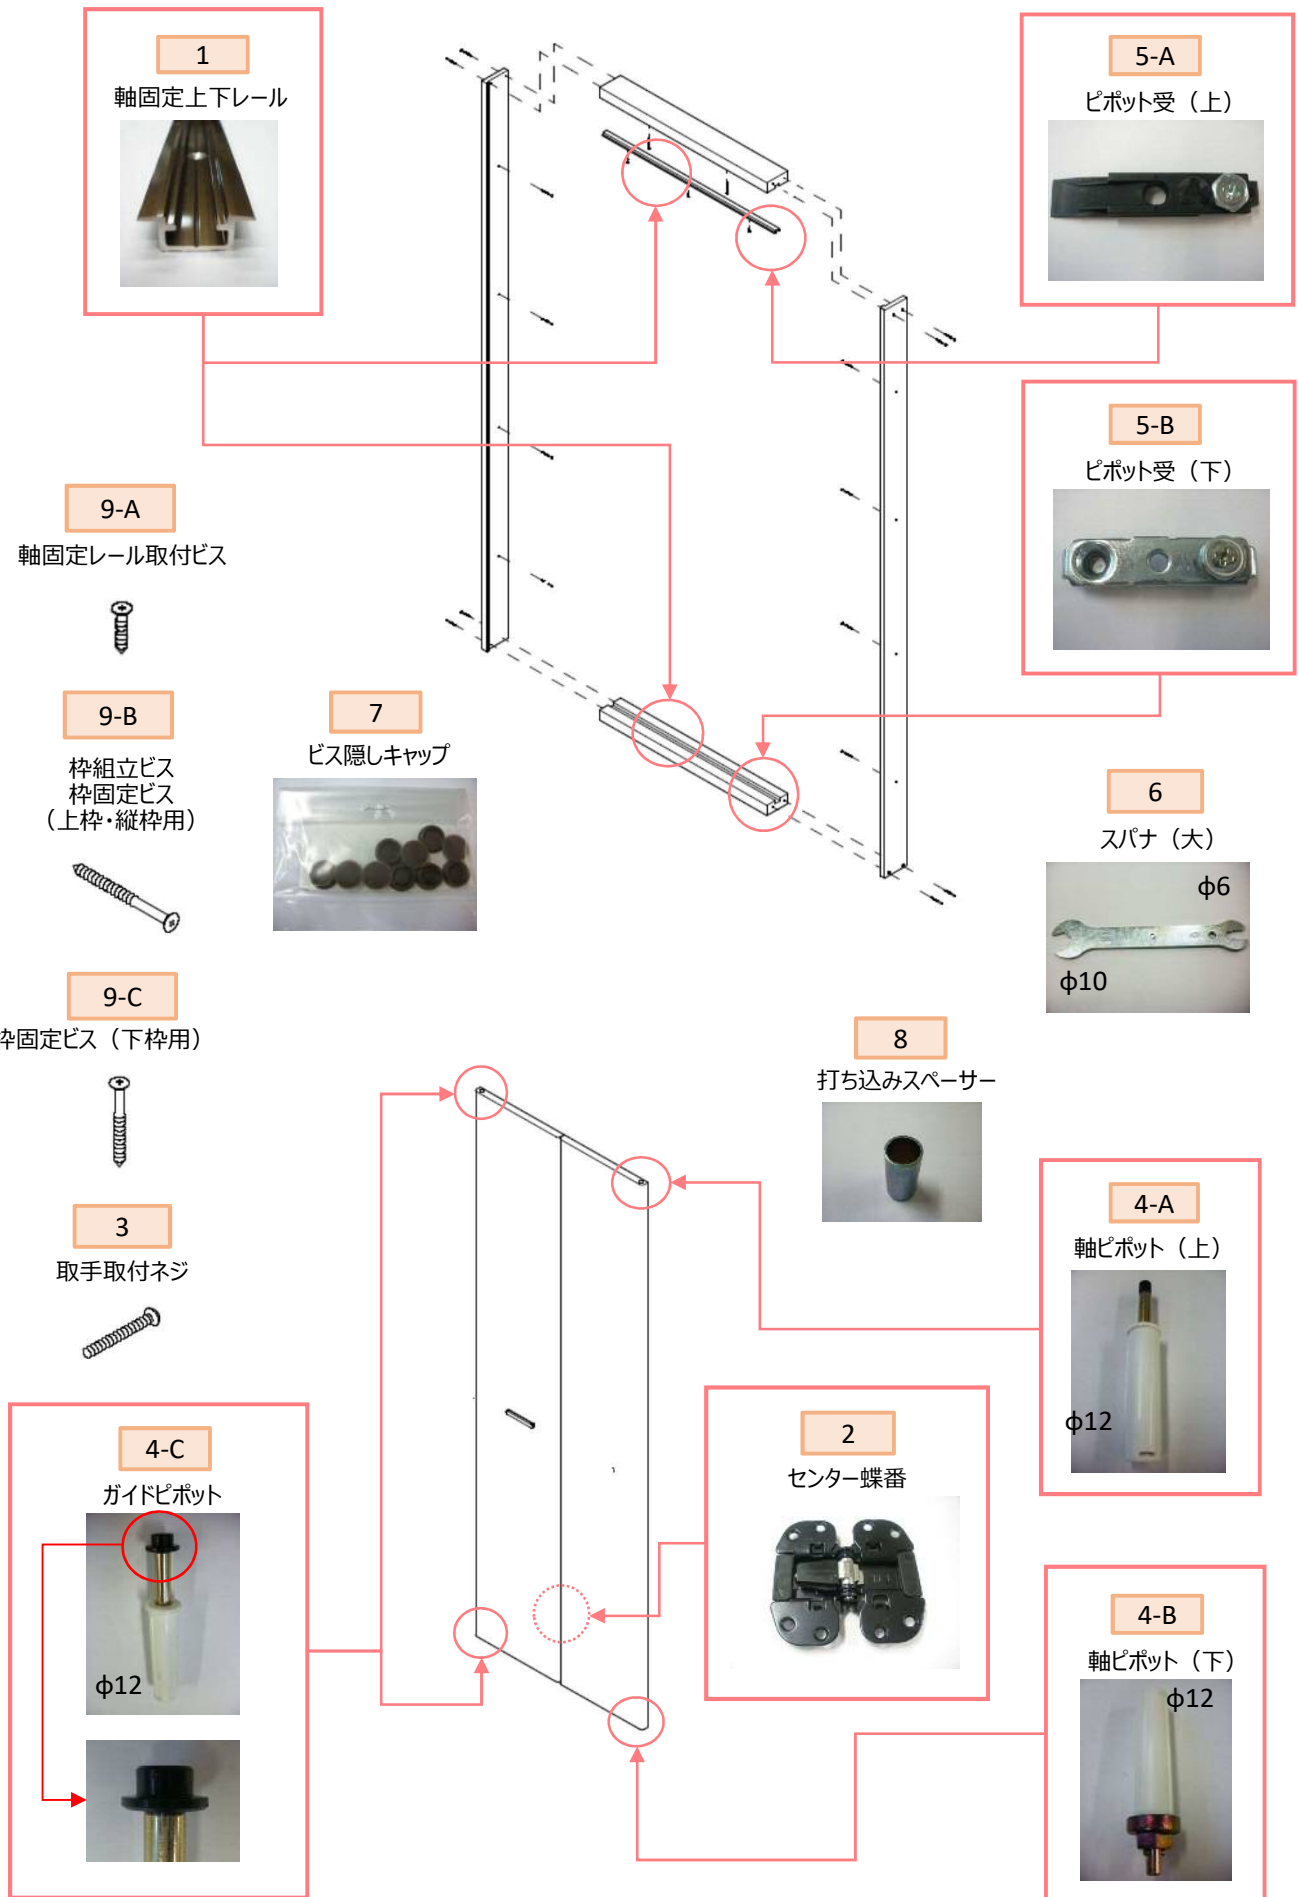 1
軸固定上下レール
5-A
ピポット受（上）
5-B
ピポット受（下）
9-A
軸固定レール取付ビス
9-B
枠組立ビス
枠固定ビス
（上枠・縦枠用）
7
ビス隠しキャップ
6
スパナ（大）
φ6
φ10
9-C
枠固定ビス（下枠用）
8
打ち込みスペーサー
3
取手取付ネジ
4-A
軸ピポット（上）
φ12
4-C
ガイドピポット
φ12
2
センター蝶番
4-B
軸ピポット（下）
φ12